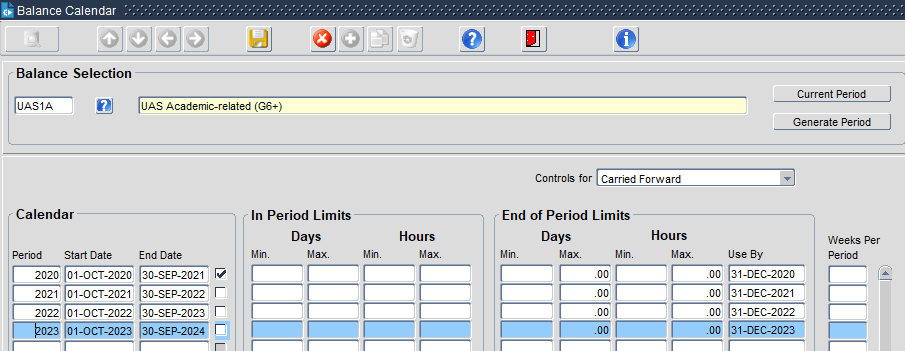 Balance Calendar
Balance Selection
UAS1A ? UAS Academic-related (G6+)
Current Period
Generate Period
Controls for Carried Forward
Calendar In Period Limits End of Period Limits
Days Hours Days Hours
Period Start Date End Date Min. Max. Min. Max. Min. Max. Min. Max. Use By Weeks Per Period
2020 01-OCT-2020 30-SEP-2021 .00 .00 31-DEC-2020
2021 01-OCT-2021 30-SEP-2022 .00 .00 31-DEC-2021
2022 01-OCT-2022 30-SEP-2023 .00 .00 31-DEC-2022
2023 01-OCT-2023 30-SEP-2024 .00 .00 31-DEC-2023